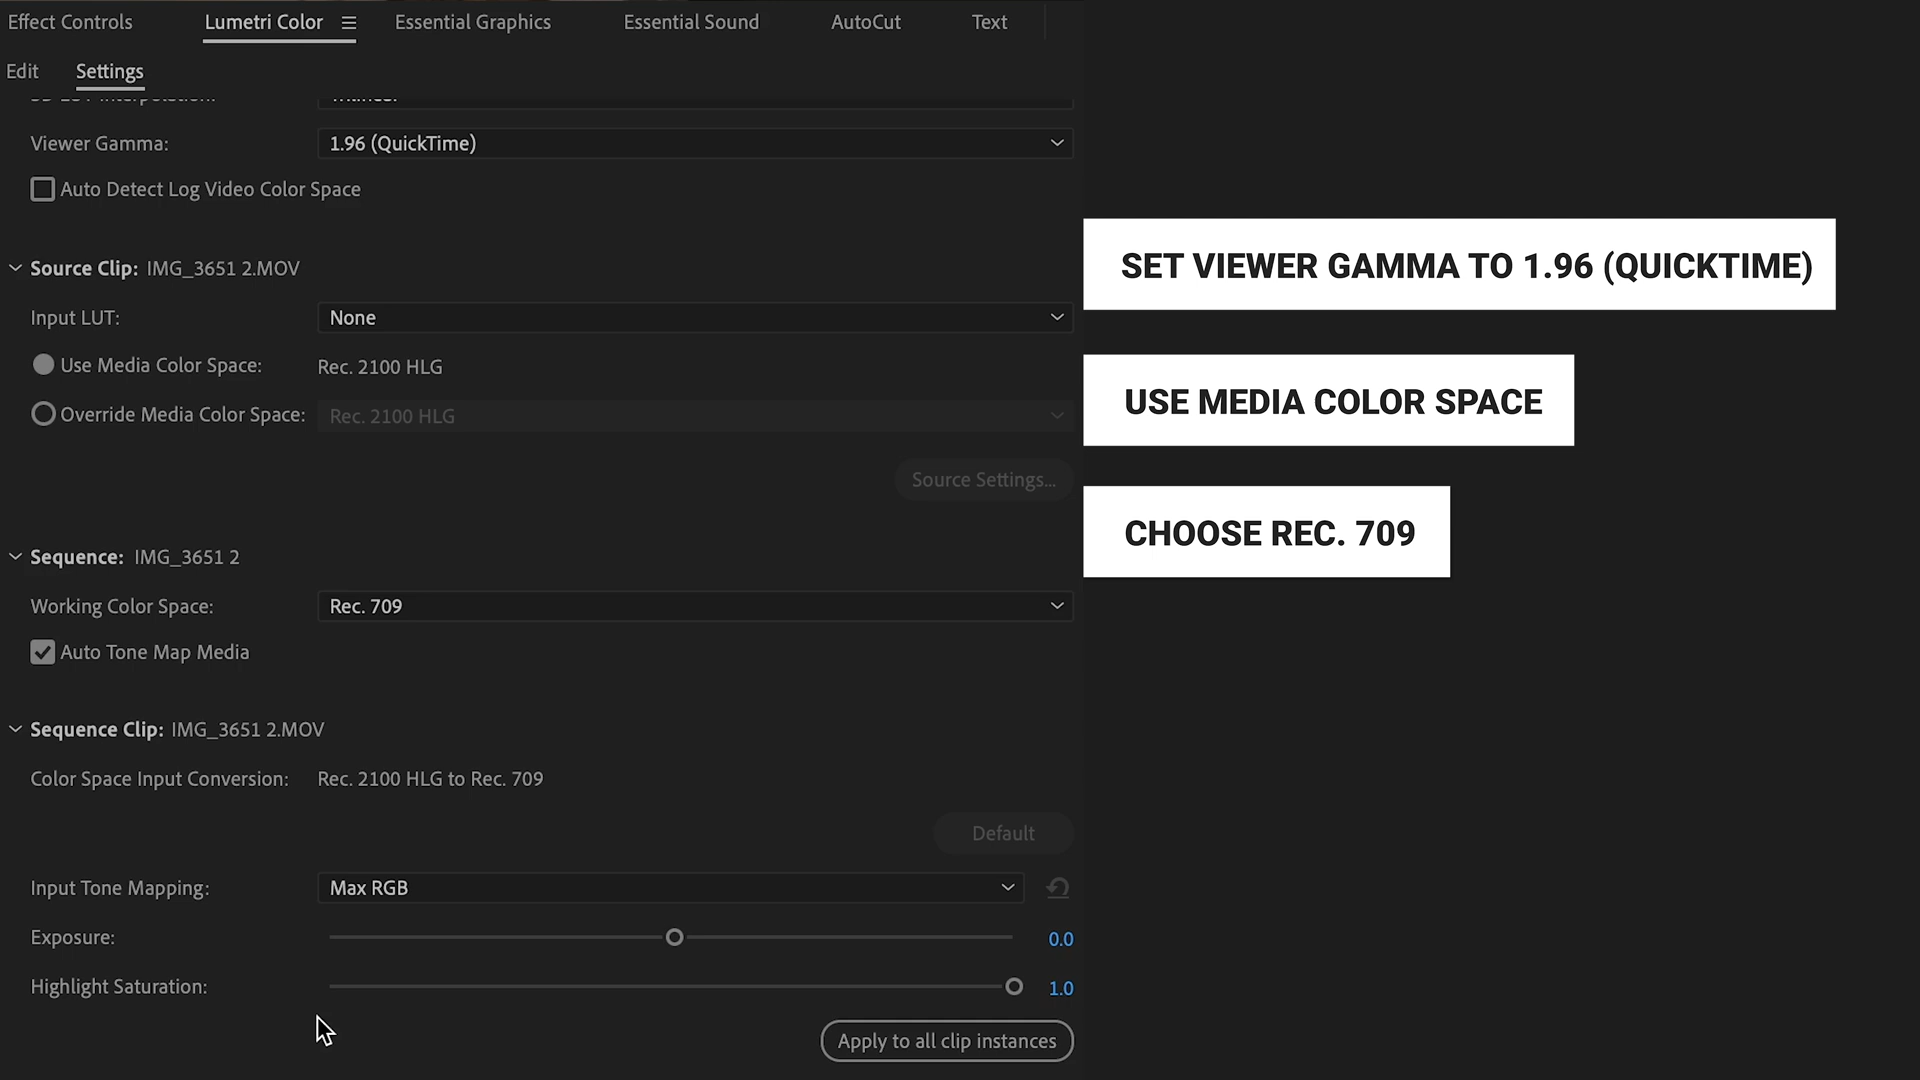 Effect Controls
Lumetri Color
Essential Graphics
Essential Sound
AutoCut
Text
Edit
Settings
Viewer Gamma:
1.96 (QuickTime)
Auto Detect Log Video Color Space
SET VIEWER GAMMA TO 1.96 (QUICKTIME)
Source Clip: IMG_3651 2.MOV
Input LUT:
None
Use Media Color Space:
Rec. 2100 HLG
USE MEDIA COLOR SPACE
Override Media Color Space:
Rec. 2100 HLG
Source Settings...
CHOOSE REC. 709
Sequence: IMG_3651 2
Working Color Space:
Rec. 709
Auto Tone Map Media
Sequence Clip: IMG_3651 2.MOV
Color Space Input Conversion:
Rec. 2100 HLG to Rec. 709
Default
Input Tone Mapping:
Max RGB
Exposure:
0.0
Highlight Saturation:
1.0
Apply to all clip instances